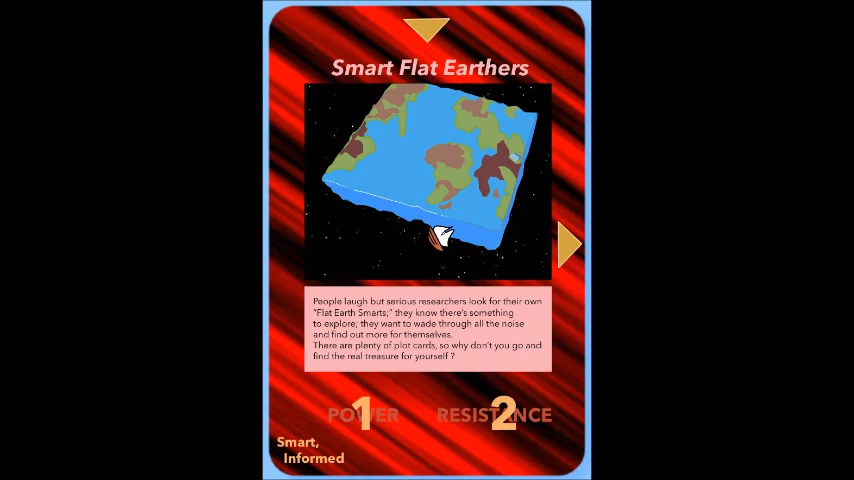 Smart Flat Earthers
People laugh but serious researchers look for their own
"Flat Earth Smarts;" they know there's something
to explore; they want to wade through all the noise
and find out more for themselves.
There are plenty of plot cards, so why don't you go and
find the real treasure for yourself ?
POWER 1 RESISTANCE 2
Smart,
Informed